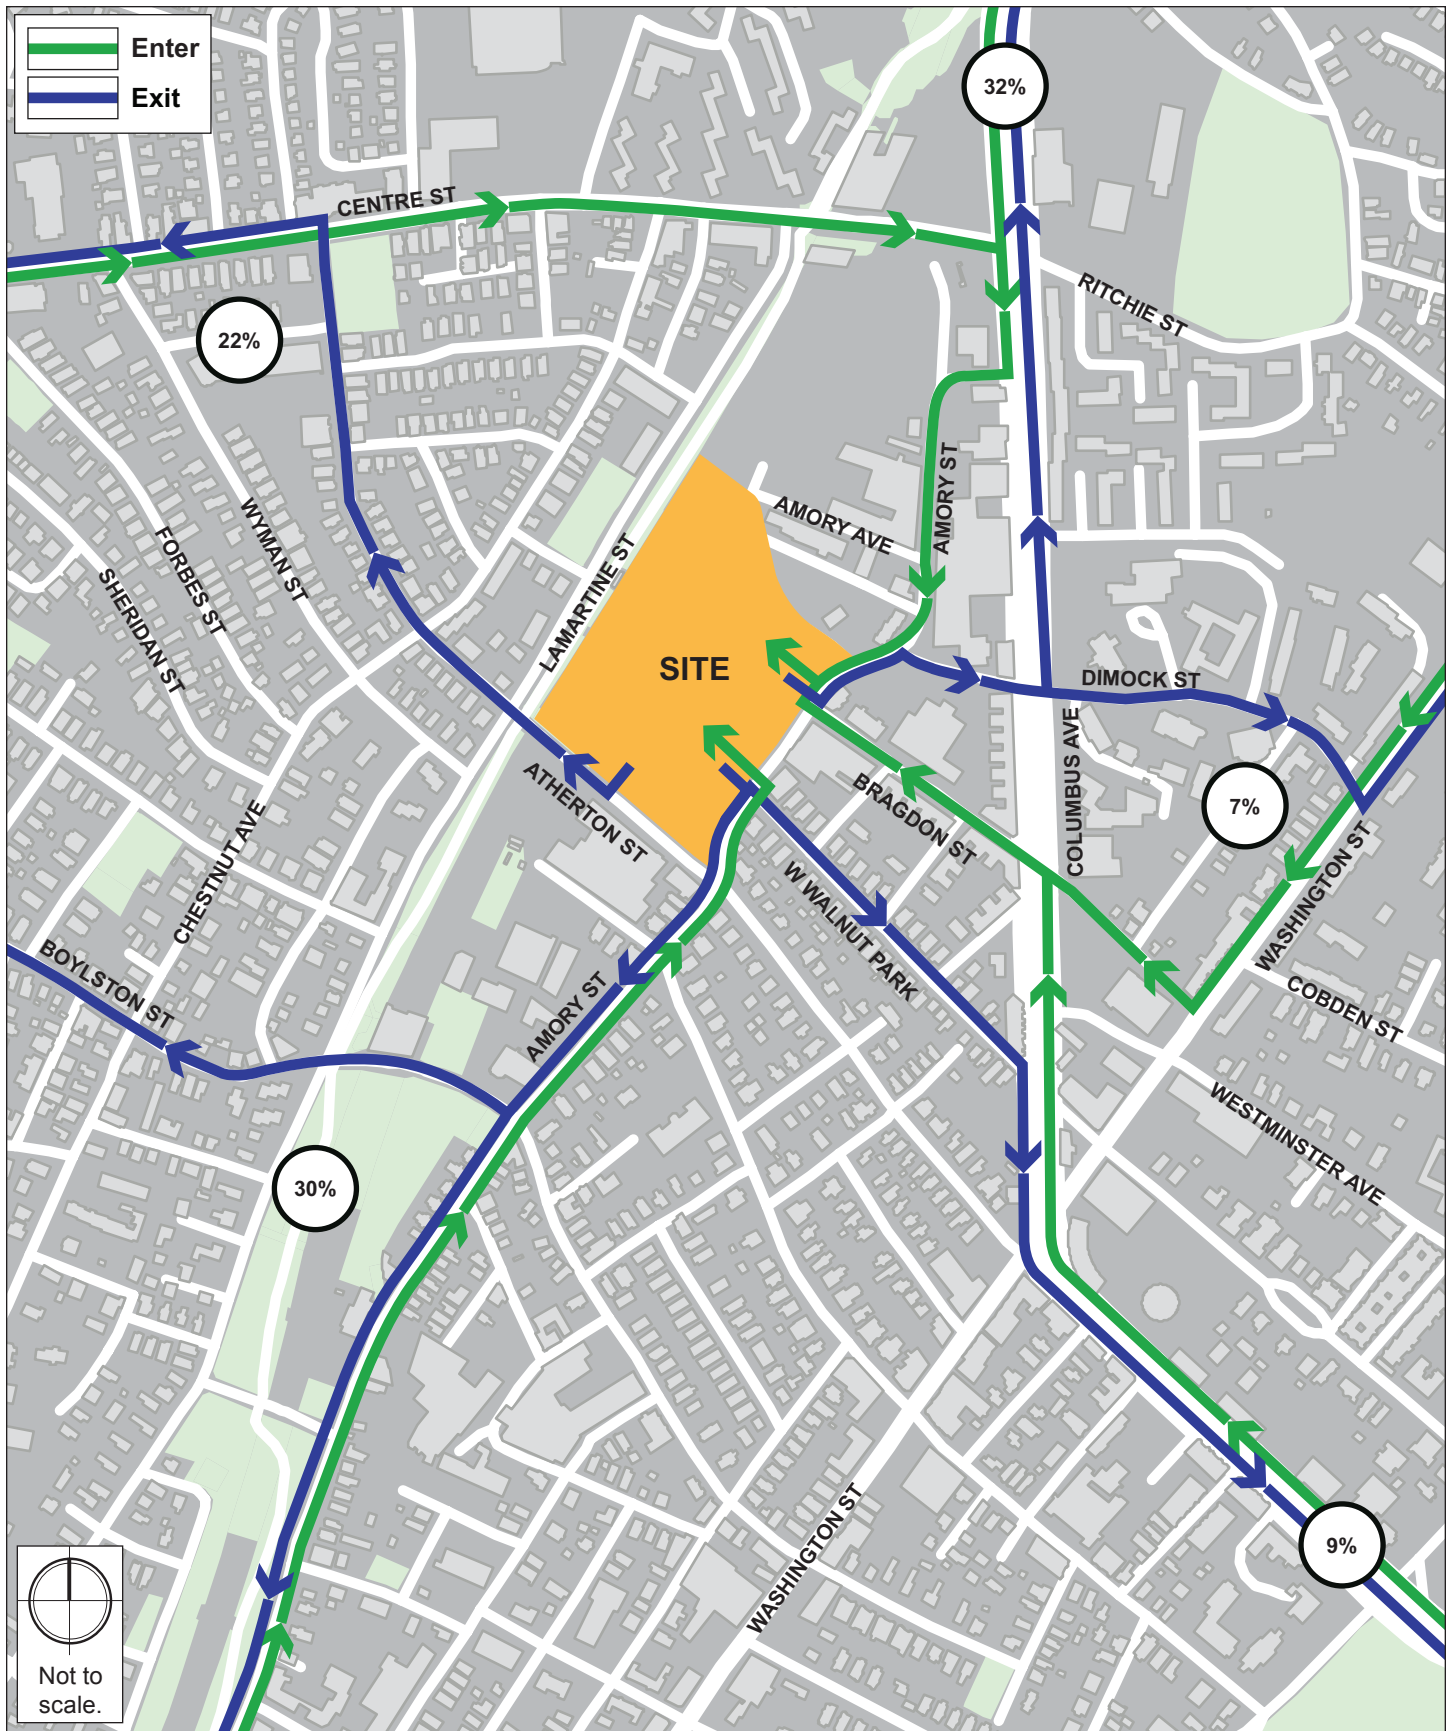 Enter
Exit
32%
CENTRE ST
RITCHIE ST
22%
AMORY ST
AMORY AVE
WYMAN ST
FORBES ST
SHERIDAN ST
LAMARTINE ST
SITE
DIMOCK ST
COLUMBUS AVE
7%
ATHERTON ST
BRAGDON ST
CHESTNUT AVE
W WALNUT PARK
WASHINGTON ST
BOYLSTON ST
AMORY ST
COBDEN ST
WESTMINSTER AVE
30%
WASHINGTON ST
9%
Not to
scale.